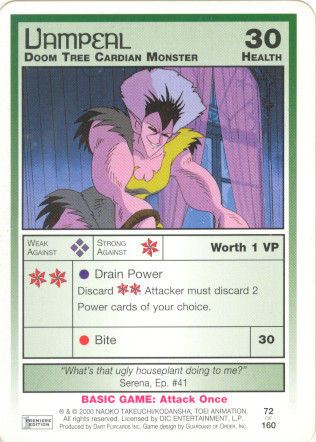 Vampeal
30
Doom Tree Cardian Monster
Health
Weak Against
Strong Against
Worth 1 VP
Drain Power
Discard Attacker must discard 2
Power cards of your choice.
Bite
30
"What's that ugly houseplant doing to me?"
Serena, Ep. #41
BASIC GAME: Attack Once
PREMIERE EDITION
® & © 2000 NAOKO TAKEUCHI/KODANSHA, TOEI ANIMATION.
All rights reserved. Licensed by DIC ENTERTAINMENT, L.P.
Produced by Dart Flipcards Inc. Game design by Guardians of Order, Inc.
72
OF
160